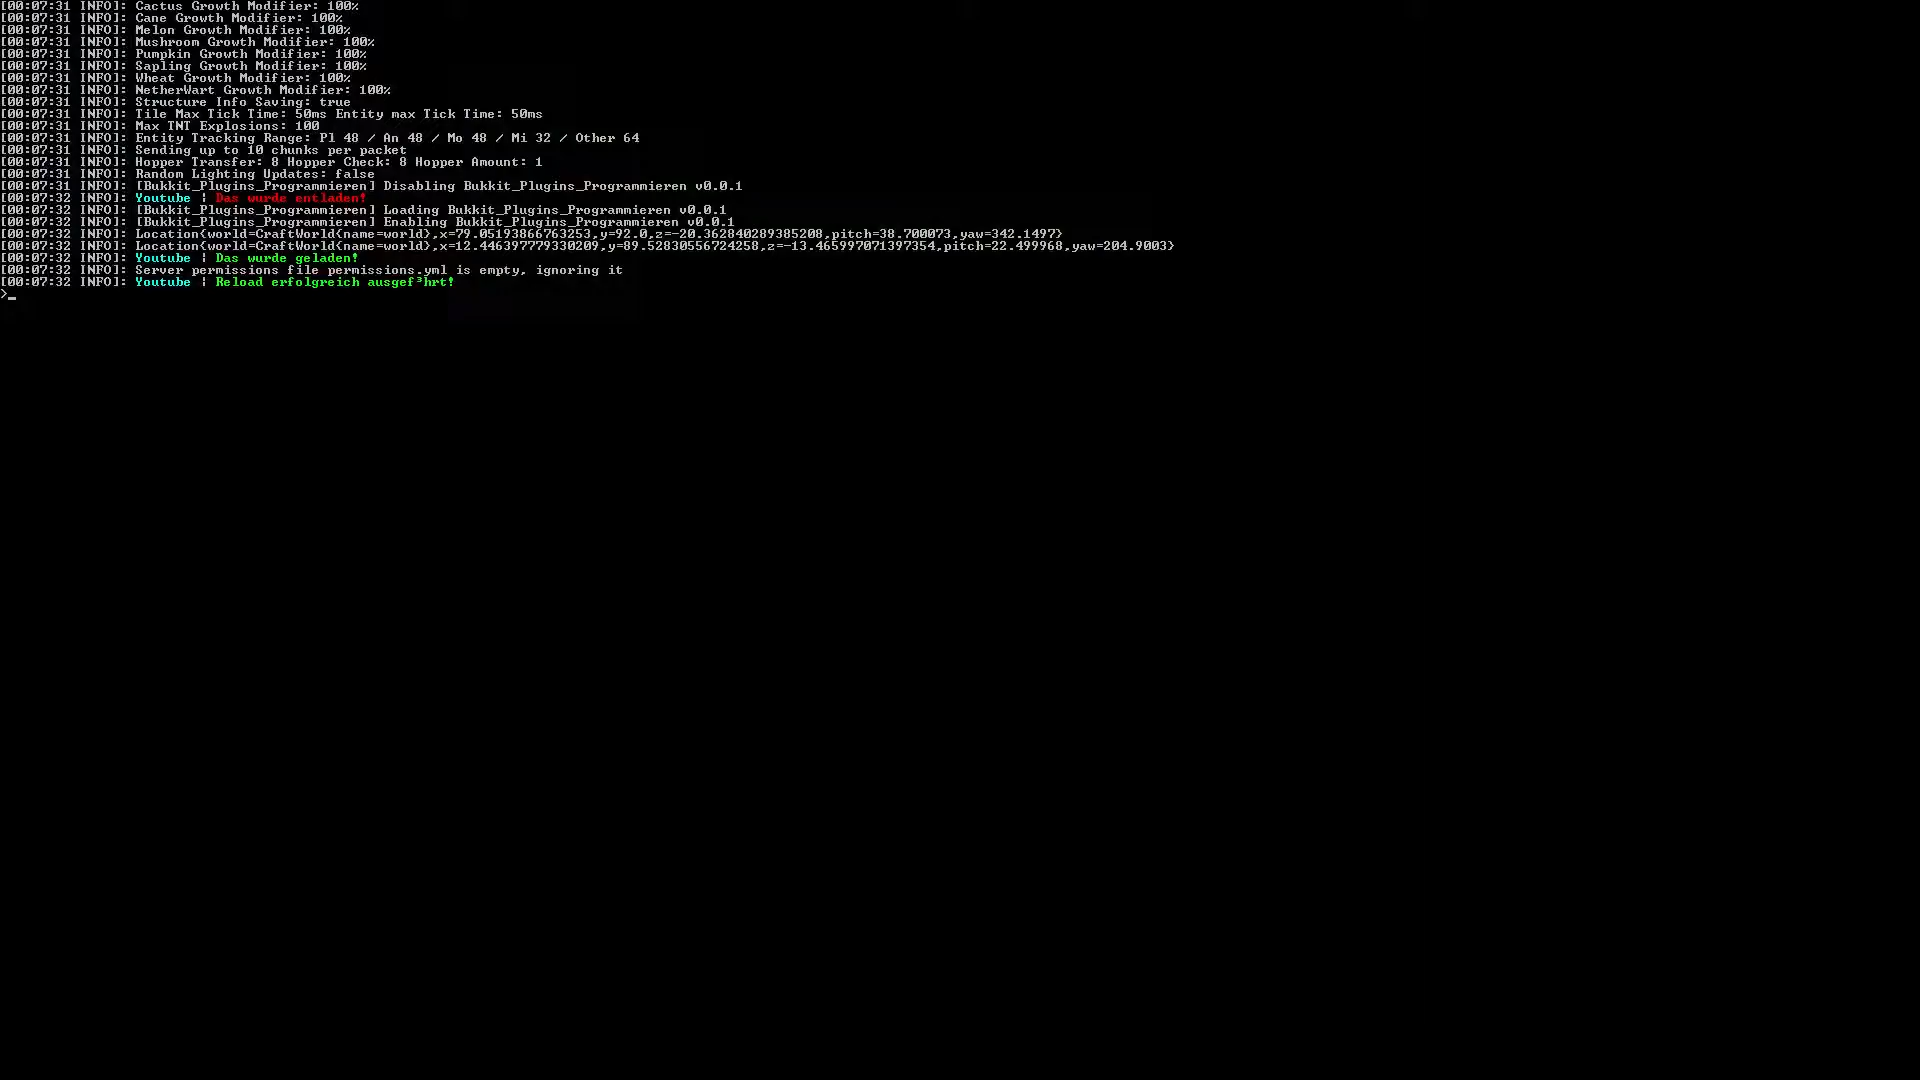 [00:07:31 INFO]: Cactus Growth Modifier: 100%
[00:07:31 INFO]: Cane Growth Modifier: 100%
[00:07:31 INFO]: Melon Growth Modifier: 100%
[00:07:31 INFO]: Mushroom Growth Modifier: 100%
[00:07:31 INFO]: Pumpkin Growth Modifier: 100%
[00:07:31 INFO]: Sapling Growth Modifier: 100%
[00:07:31 INFO]: Wheat Growth Modifier: 100%
[00:07:31 INFO]: NetherWart Growth Modifier: 100%
[00:07:31 INFO]: Structure Info Saving: true
[00:07:31 INFO]: Tile Max Tick Time: 50ms Entity max Tick Time: 50ms
[00:07:31 INFO]: Max TNT Explosions: 100
[00:07:31 INFO]: Entity Tracking Range: Pl 48 / An 48 / Mo 48 / Mi 32 / Other 64
[00:07:31 INFO]: Sending up to 10 chunks per packet
[00:07:31 INFO]: Hopper Transfer: 8 Hopper Check: 8 Hopper Amount: 1
[00:07:31 INFO]: Random Lighting Updates: false
[00:07:31 INFO]: [Bukkit_Plugins_Programmieren] Disabling Bukkit_Plugins_Programmieren v0.0.1
[00:07:32 INFO]: Youtube ¦ Das wurde entladen!
[00:07:32 INFO]: [Bukkit_Plugins_Programmieren] Loading Bukkit_Plugins_Programmieren v0.0.1
[00:07:32 INFO]: [Bukkit_Plugins_Programmieren] Enabling Bukkit_Plugins_Programmieren v0.0.1
[00:07:32 INFO]: Location{world=CraftWorld{name=world},x=79.05193866763253,y=92.0,z=-20.362840289385208,pitch=38.700073,yaw=342.1497}
[00:07:32 INFO]: Location{world=CraftWorld{name=world},x=12.446397779330209,y=89.52830556724258,z=-13.465997071397354,pitch=22.499968,yaw=204.9003}
[00:07:32 INFO]: Youtube ¦ Das wurde geladen!
[00:07:32 INFO]: Server permissions file permissions.yml is empty, ignoring it
[00:07:32 INFO]: Youtube ¦ Reload erfolgreich ausgef³hrt!
>_